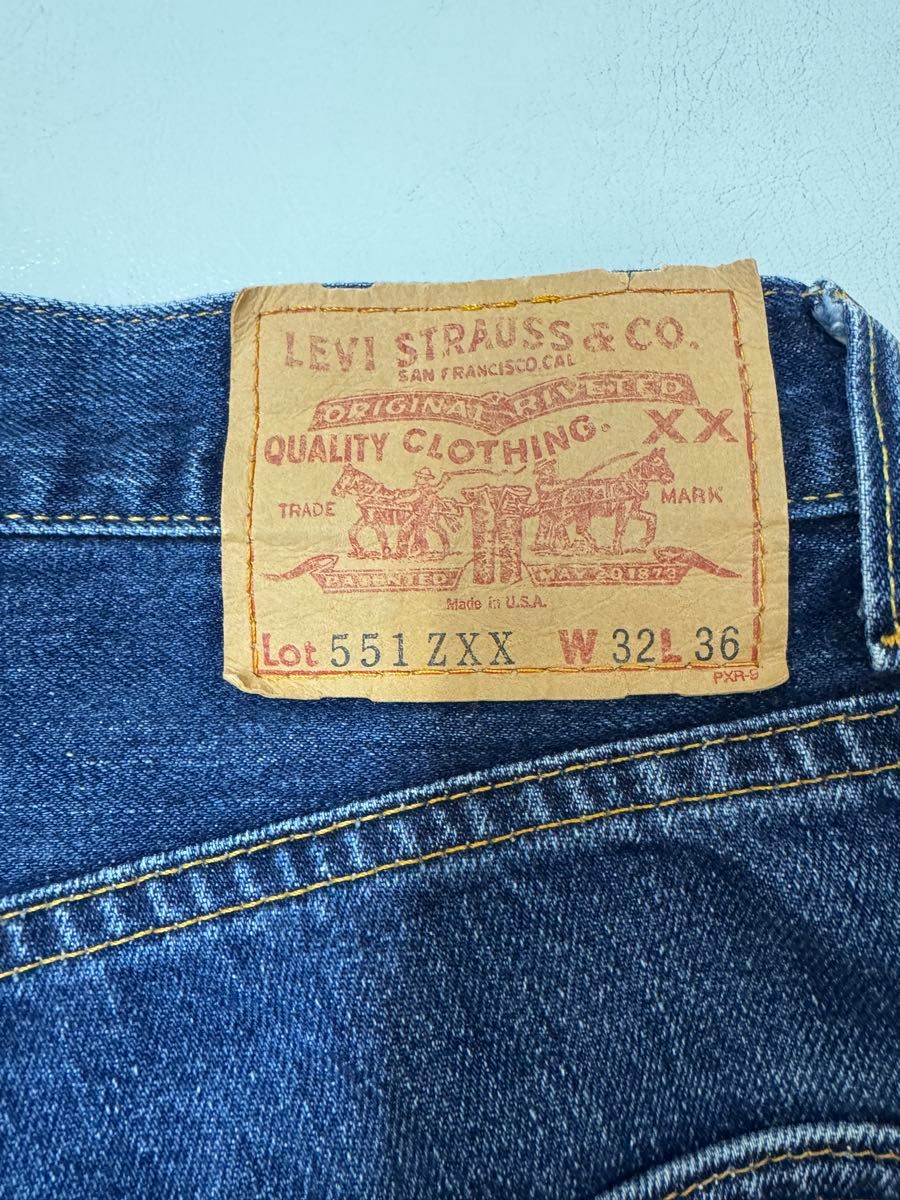 LEVI STRAUSS & CO.
SAN FRANCISCO.CAL
ORIGINAL RIVETED
QUALITY CLOTHING. XX
TRADE MARK
PATENTED MAY 20 1873
Made in U.S.A.
Lot 551 ZXX W 32 L 36
PXR-9